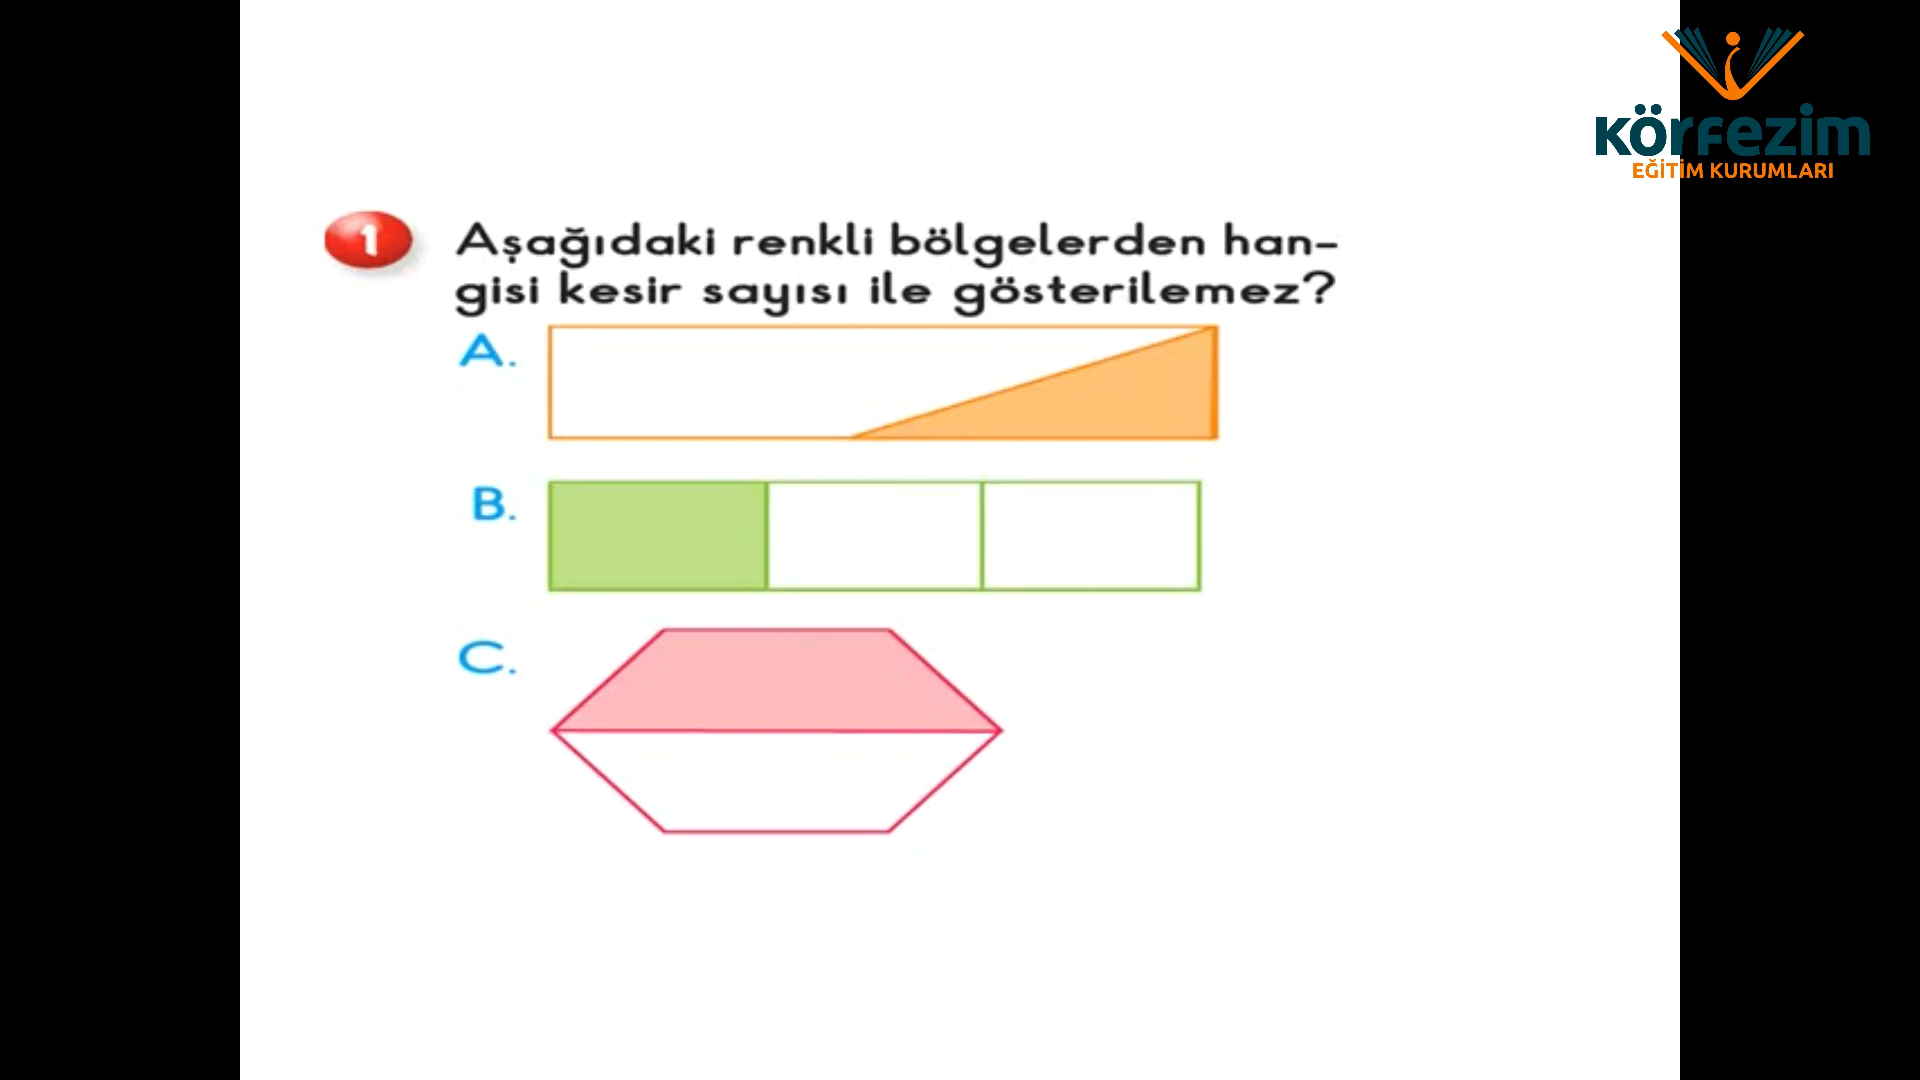 körfezim
EĞİTİM KURUMLARI
1 Aşağıdaki renkli bölgelerden han-
gisi kesir sayısı ile gösterilemez?
A.
B.
C.